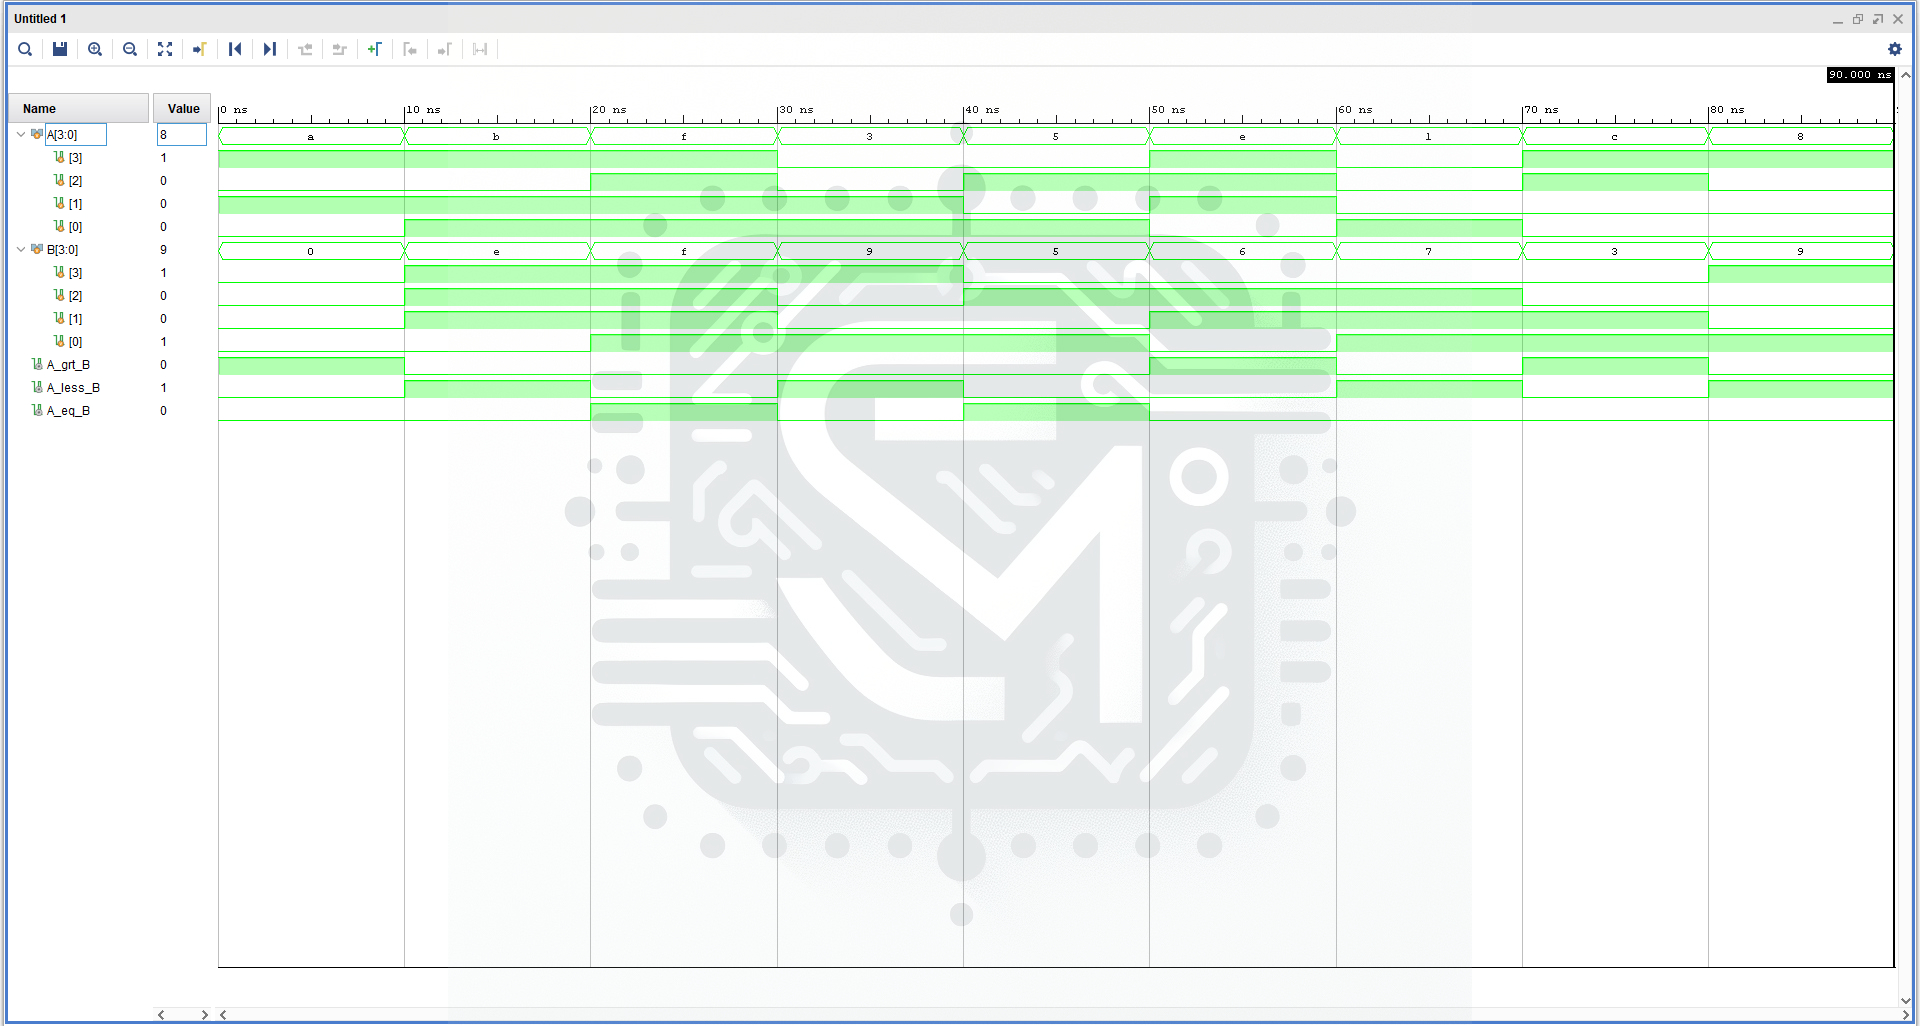 Untitled 1
90.000 ns
Name Value 0 ns 10 ns 20 ns 30 ns 40 ns 50 ns 60 ns 70 ns 80 ns
A[3:0] 8 a b f 3 5 e 1 c 8
[3] 1
[2] 0
[1] 0
[0] 0
B[3:0] 9 0 e f 9 5 6 7 3 9
[3] 1
[2] 0
[1] 0
[0] 1
A_grt_B 0
A_less_B 1
A_eq_B 0